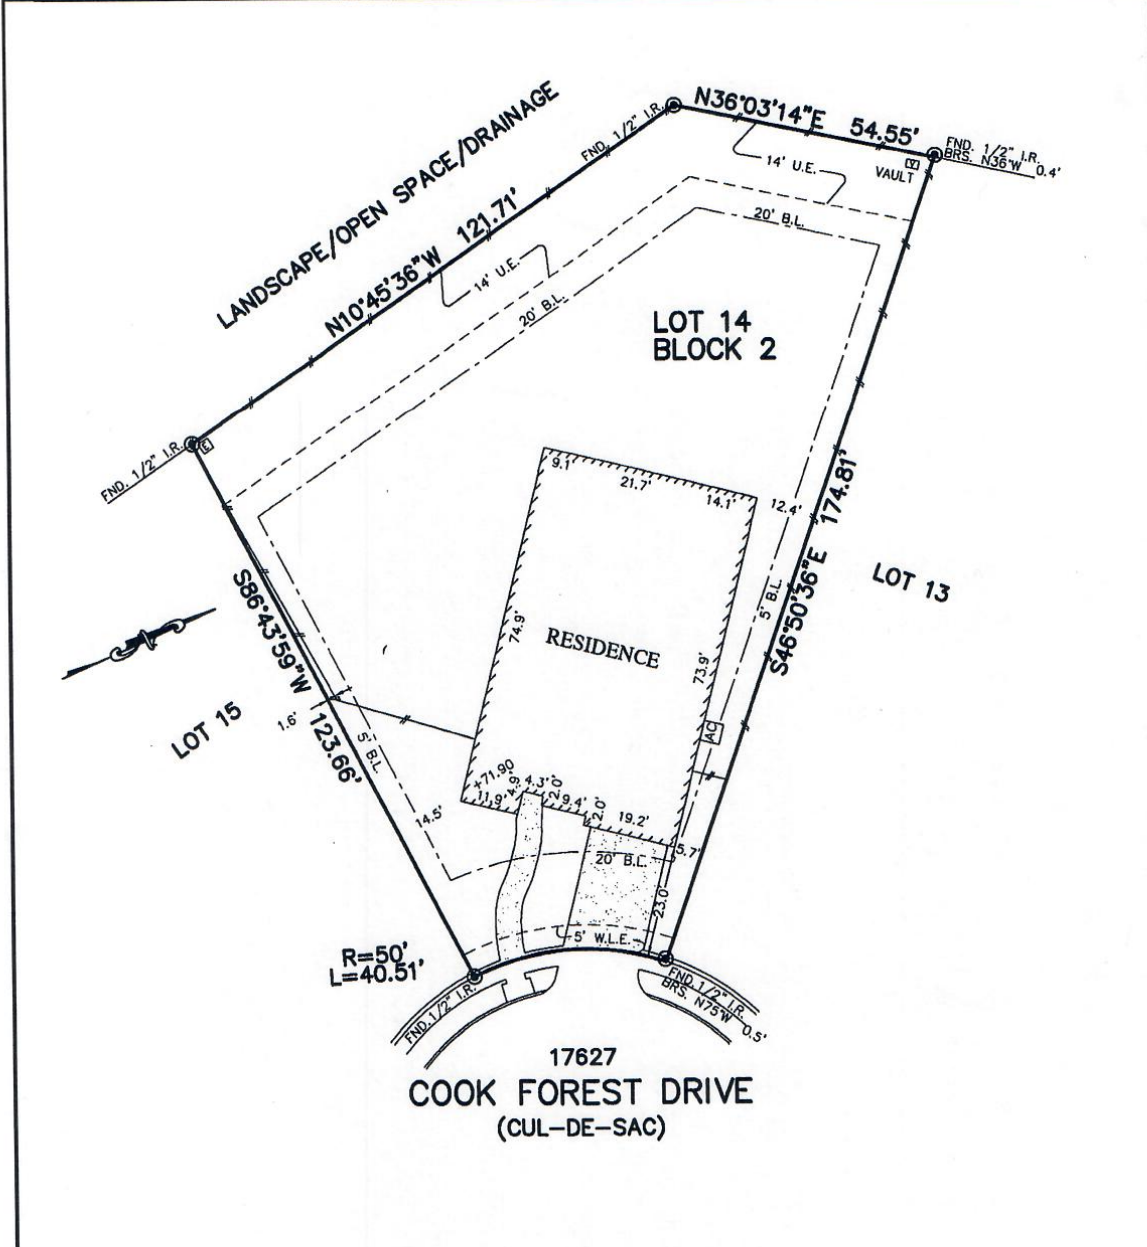 N36°03'14"E 54.55'
FND. 1/2" I.R.
FND. 1/2" I.R.
BRS. N36°W 0.4'
VAULT
V
14' U.E.
LANDSCAPE/OPEN SPACE/DRAINAGE
N10°45'36"W 121.71'
20' B.L.
14' U.E.
20' B.L.
LOT 14
BLOCK 2
FND. 1/2" I.R.
E
9.1'
21.7'
14.1'
12.4'
S46°50'36"E 174.81'
LOT 13
5' B.L.
S86°43'59"W 123.66'
74.9'
RESIDENCE
73.9'
N
LOT 15
1.6'
5' B.L.
AC
+71.90
11.9'
4.9'
4.3'
2.0'
9.4'
2.0'
19.2'
14.5'
20' B.L.
5.7'
23.0'
5' W.L.E.
R=50'
L=40.51'
FND. 1/2" I.R.
FND. 1/2" I.R.
BRS. N75°W 0.5'
17627
COOK FOREST DRIVE
(CUL-DE-SAC)